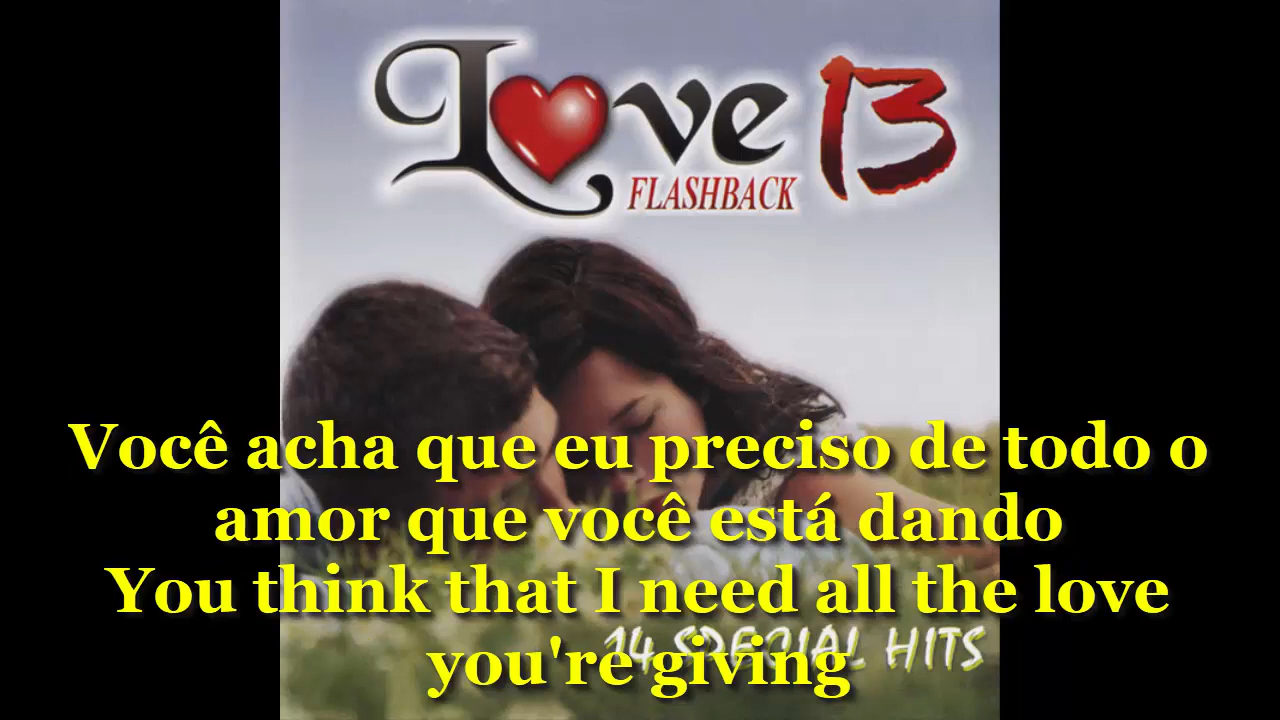 Love 13
FLASHBACK
Você acha que eu preciso de todo o
amor que você está dando
You think that I need all the love
you're giving
14 SPECIAL HITS